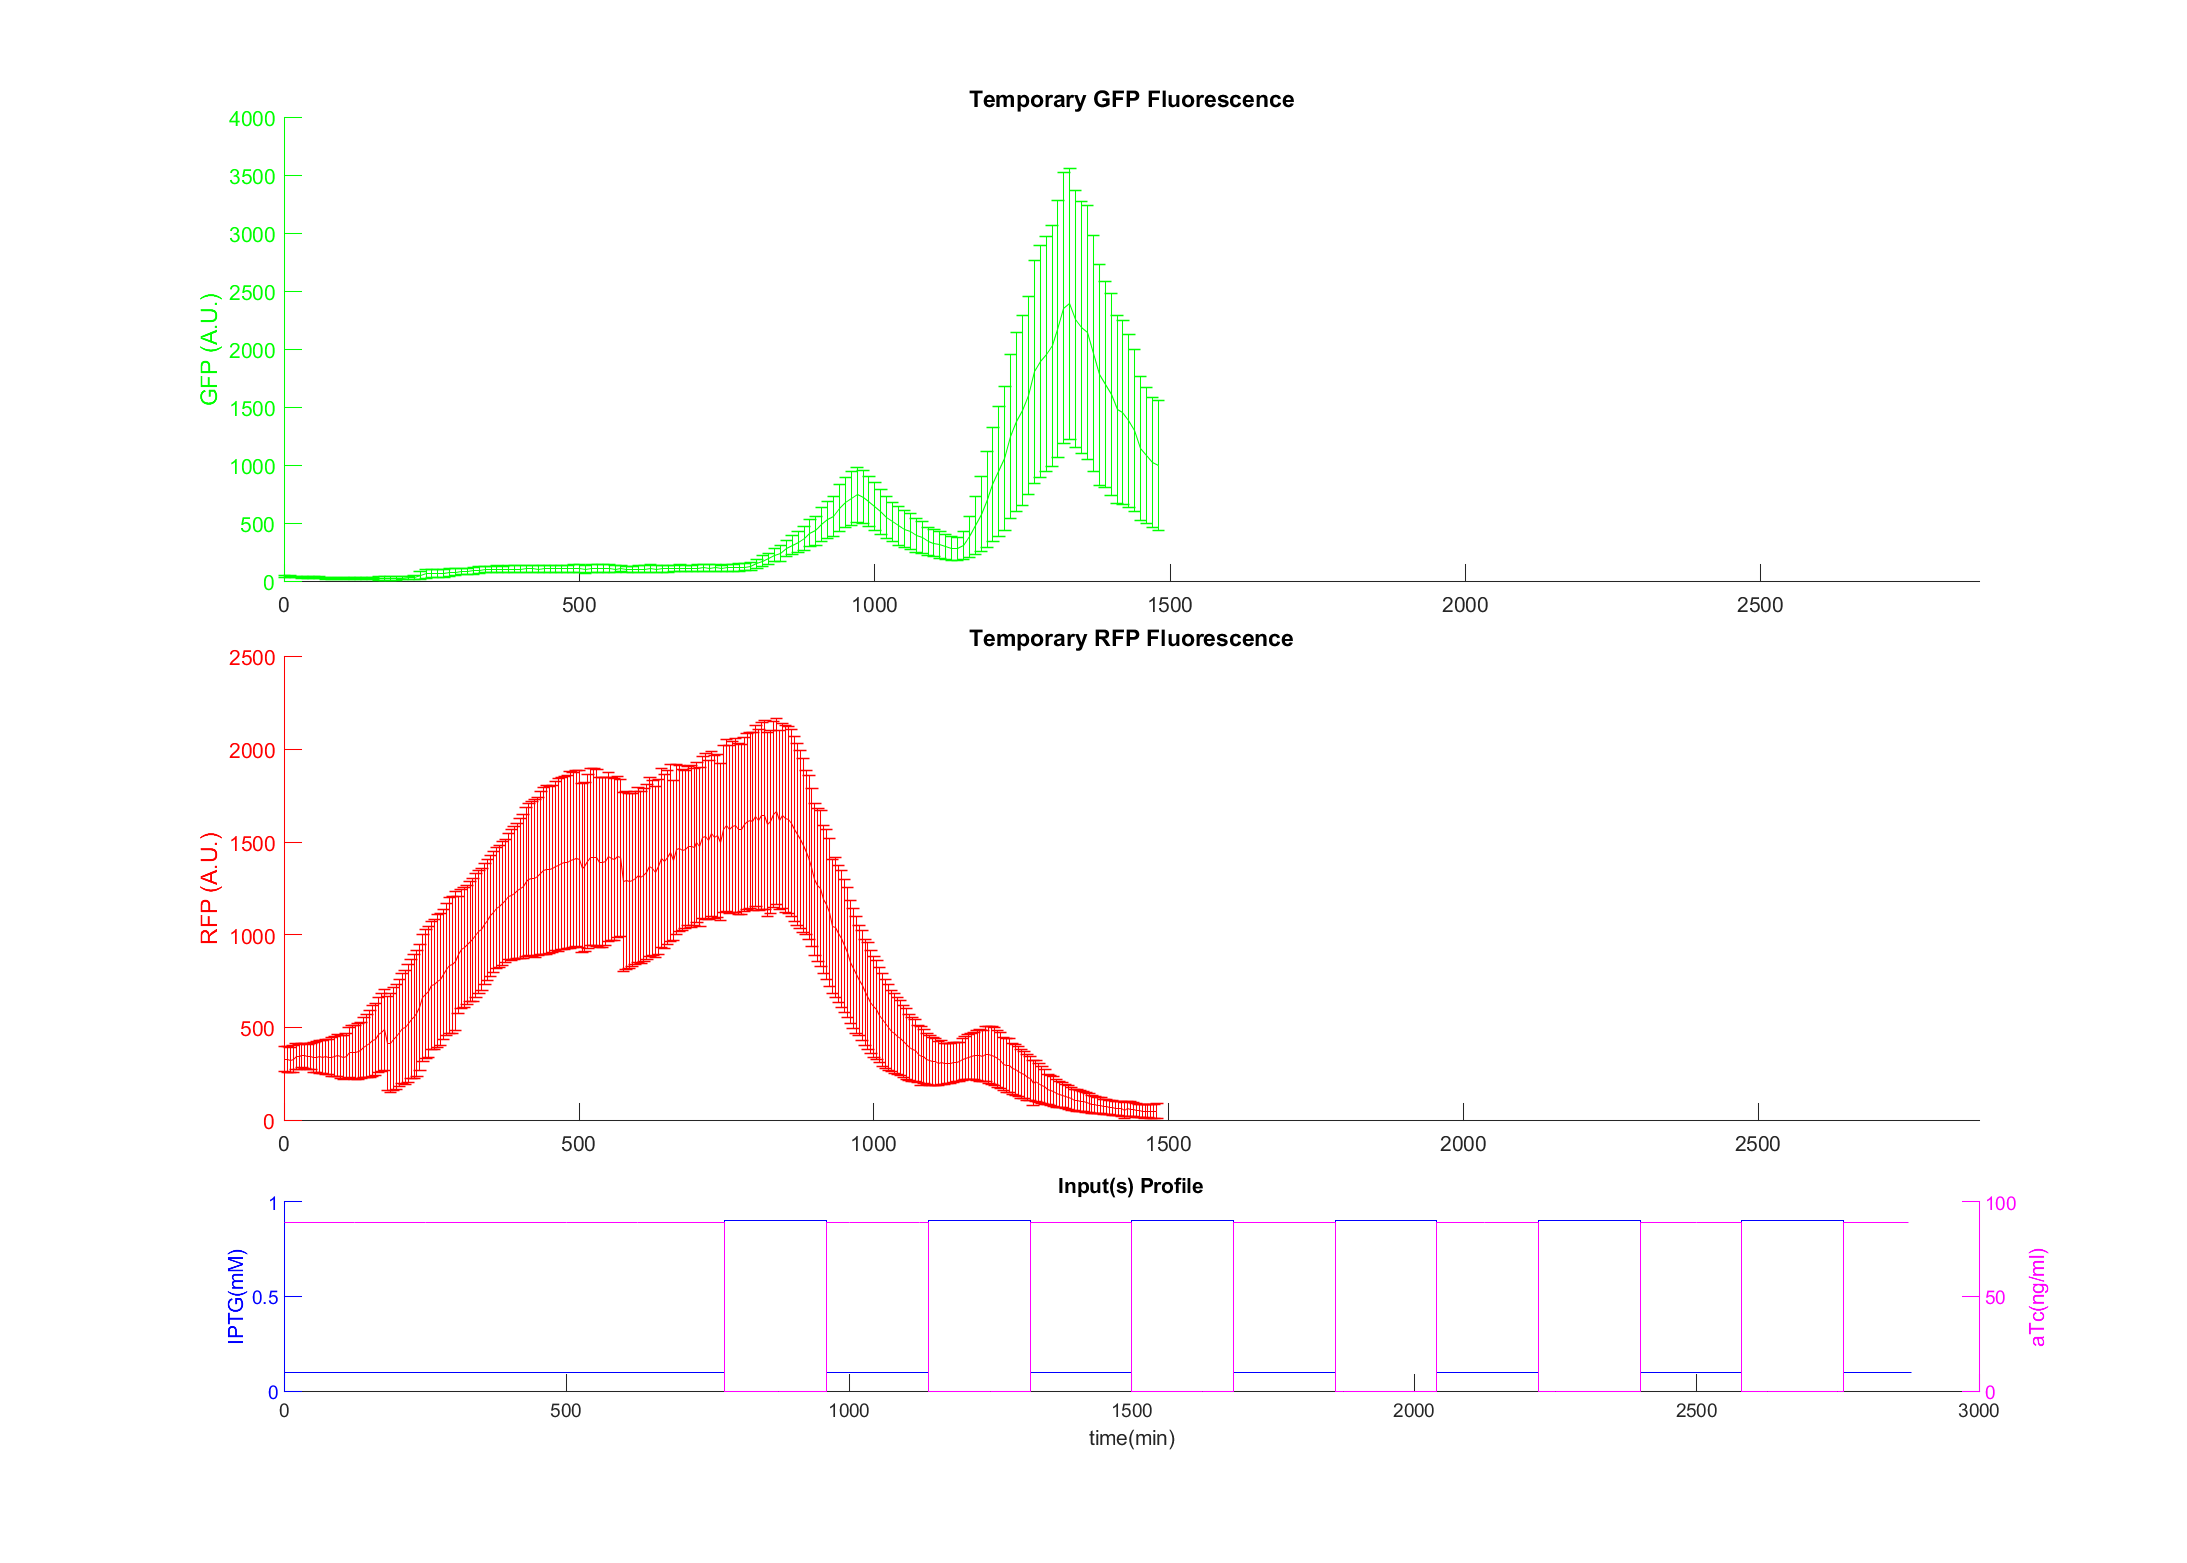 Temporary GFP Fluorescence
4000
3500
3000
2500
2000
1500
1000
500
0
GFP (A.U.)
0 500 1000 1500 2000 2500
Temporary RFP Fluorescence
2500
2000
1500
1000
500
0
RFP (A.U.)
0 500 1000 1500 2000 2500
Input(s) Profile
1
0.5
0
IPTG(mM)
100
50
0
aTc(ng/ml)
0 500 1000 1500 2000 2500 3000
time(min)